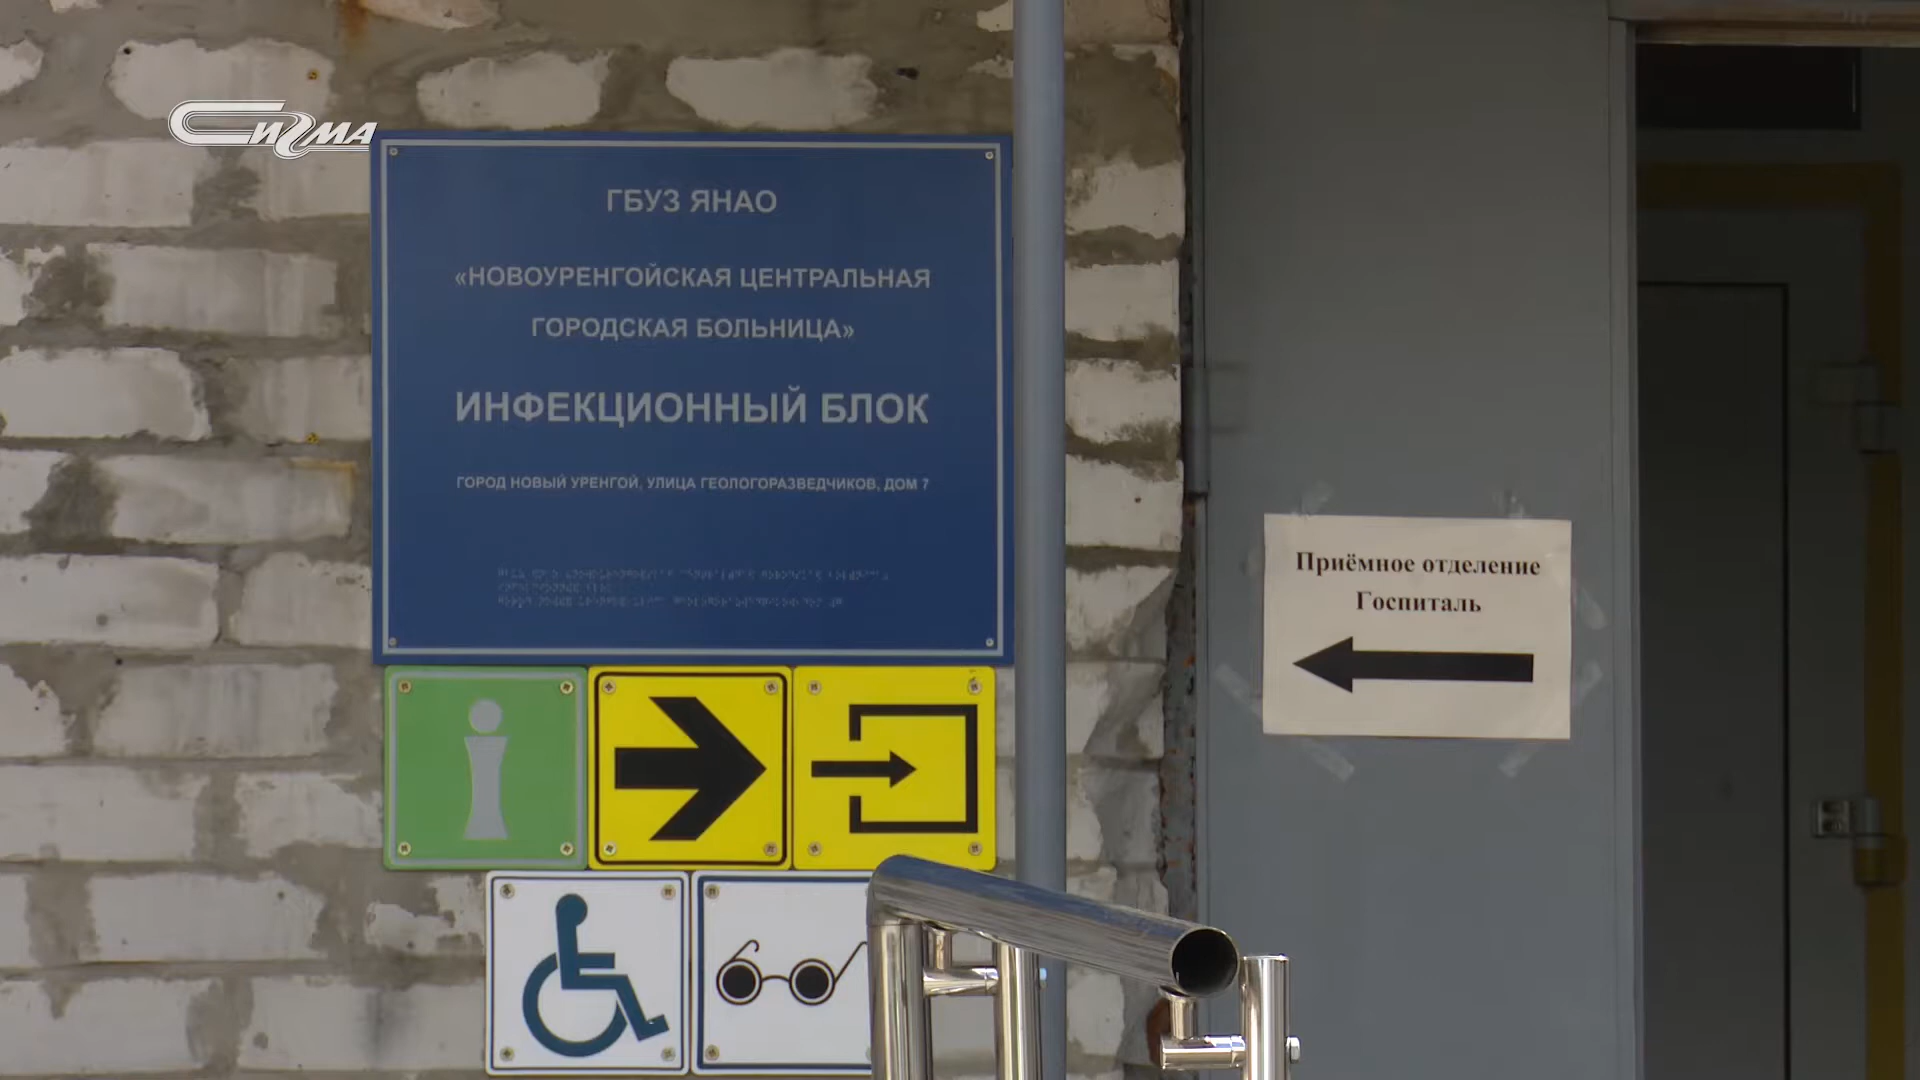 СИГМА
ГБУЗ ЯНАО
«НОВОУРЕНГОЙСКАЯ ЦЕНТРАЛЬНАЯ
ГОРОДСКАЯ БОЛЬНИЦА»
ИНФЕКЦИОННЫЙ БЛОК
ГОРОД НОВЫЙ УРЕНГОЙ, УЛИЦА ГЕОЛОГОРАЗВЕДЧИКОВ, ДОМ 7
Приёмное отделение
Госпиталь